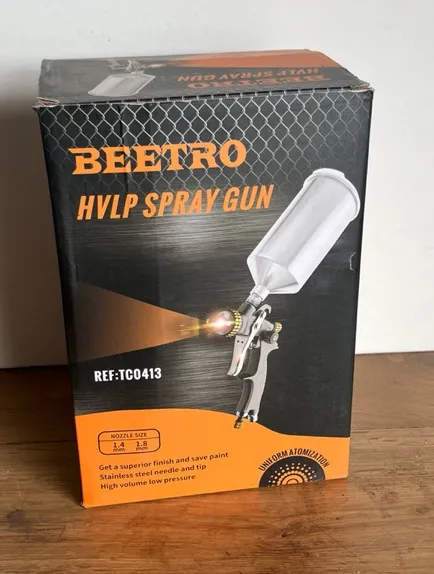 BEETRO
HVLP SPRAY GUN
BEETRO
HVLP SPRAY GUN
REF:TC0413
NOZZLE SIZE
1.4 1.8
mm mm
Get a superior finish and save paint
Stainless steel needle and tip
High volume low pressure
UNIFORM ATOMIZATION